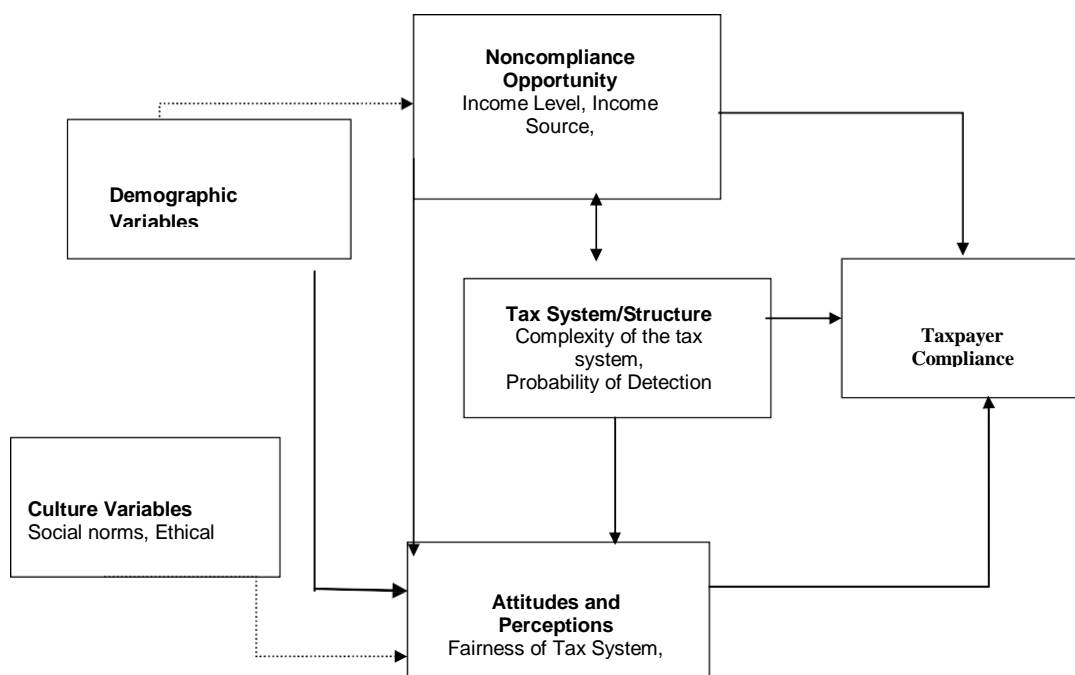 Noncompliance
Opportunity
Income Level, Income
Source,
Demographic
Variables
Tax System/Structure
Complexity of the tax
system,
Probability of Detection
Taxpayer
Compliance
Culture Variables
Social norms, Ethical
Attitudes and
Perceptions
Fairness of Tax System,